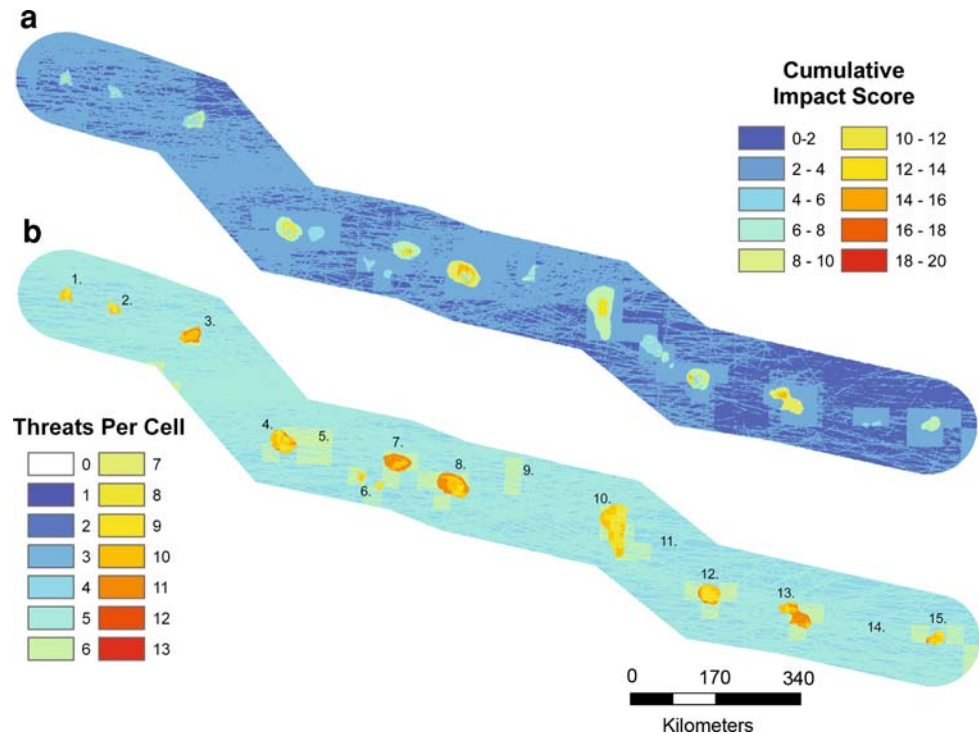 a
Cumulative
Impact Score
0-2
2 - 4
4 - 6
6 - 8
8 - 10
10 - 12
12 - 14
14 - 16
16 - 18
18 - 20
b
1.
2.
3.
4.
5.
6.
7.
8.
9.
10.
11.
12.
13.
14.
15.
Threats Per Cell
0
1
2
3
4
5
6
7
8
9
10
11
12
13
0 170 340
Kilometers